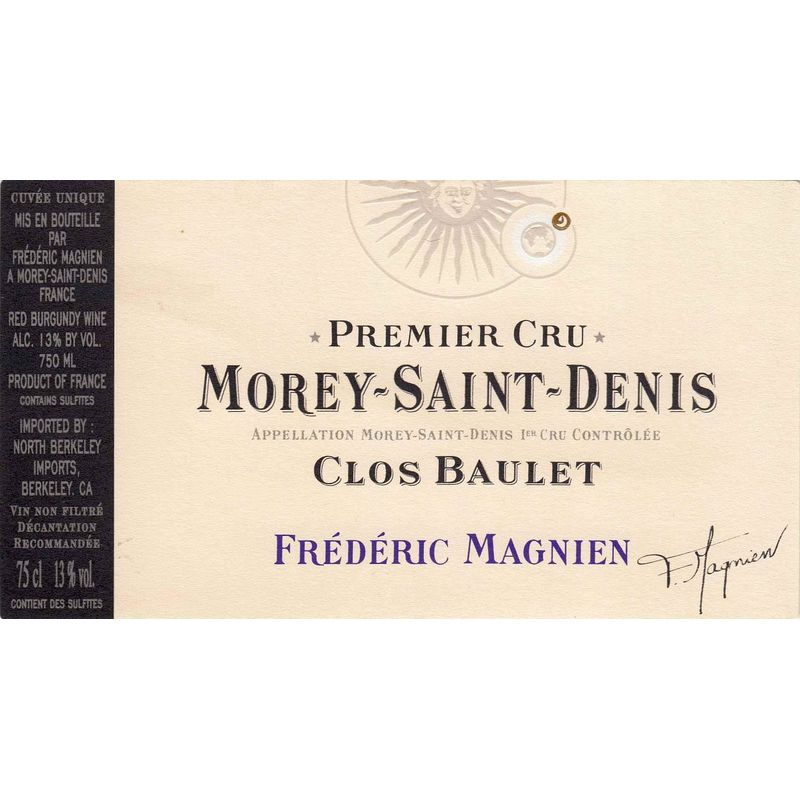 CUVÉE UNIQUE
MIS EN BOUTEILLE
PAR
FRÉDÉRIC MAGNIEN
A MOREY-SAINT-DENIS
FRANCE
RED BURGUNDY WINE
ALC. 13% BY VOL.
750 ML
PRODUCT OF FRANCE
CONTAINS SULFITES
IMPORTED BY :
NORTH BERKELEY
IMPORTS,
BERKELEY. CA
VIN NON FILTRÉ
DÉCANTATION
RECOMMANDÉE
75 cl 13 % vol.
CONTIENT DES SULFITES
★ PREMIER CRU ★
MOREY-SAINT-DENIS
APPELLATION MOREY-SAINT-DENIS 1ER CRU CONTRÔLÉE
CLOS BAULET
FRÉDÉRIC MAGNIEN
F. Magnien